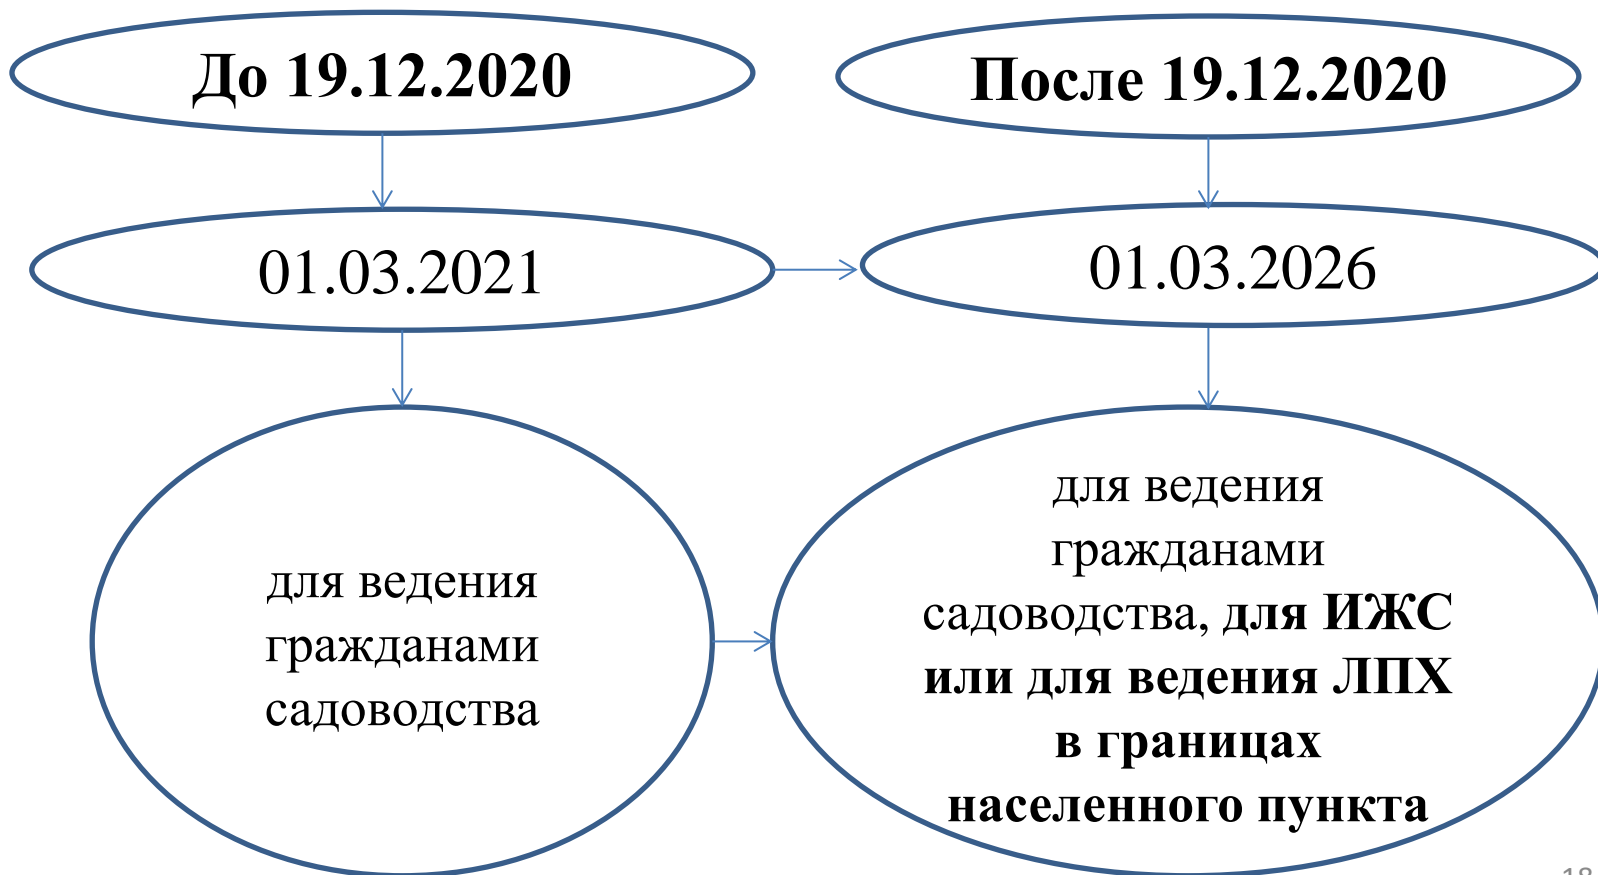 До 19.12.2020
После 19.12.2020
01.03.2021
01.03.2026
для ведения
гражданами
садоводства
для ведения
гражданами
садоводства, для ИЖС
или для ведения ЛПХ
в границах
населенного пункта
18